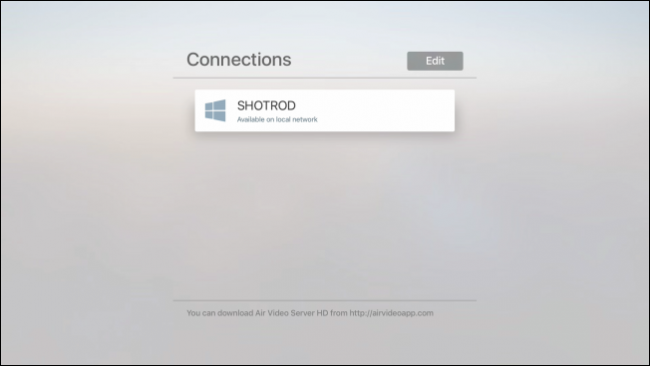 Connections
Edit
SHOTROD
Available on local network
You can download Air Video Server HD from http://airvideoapp.com